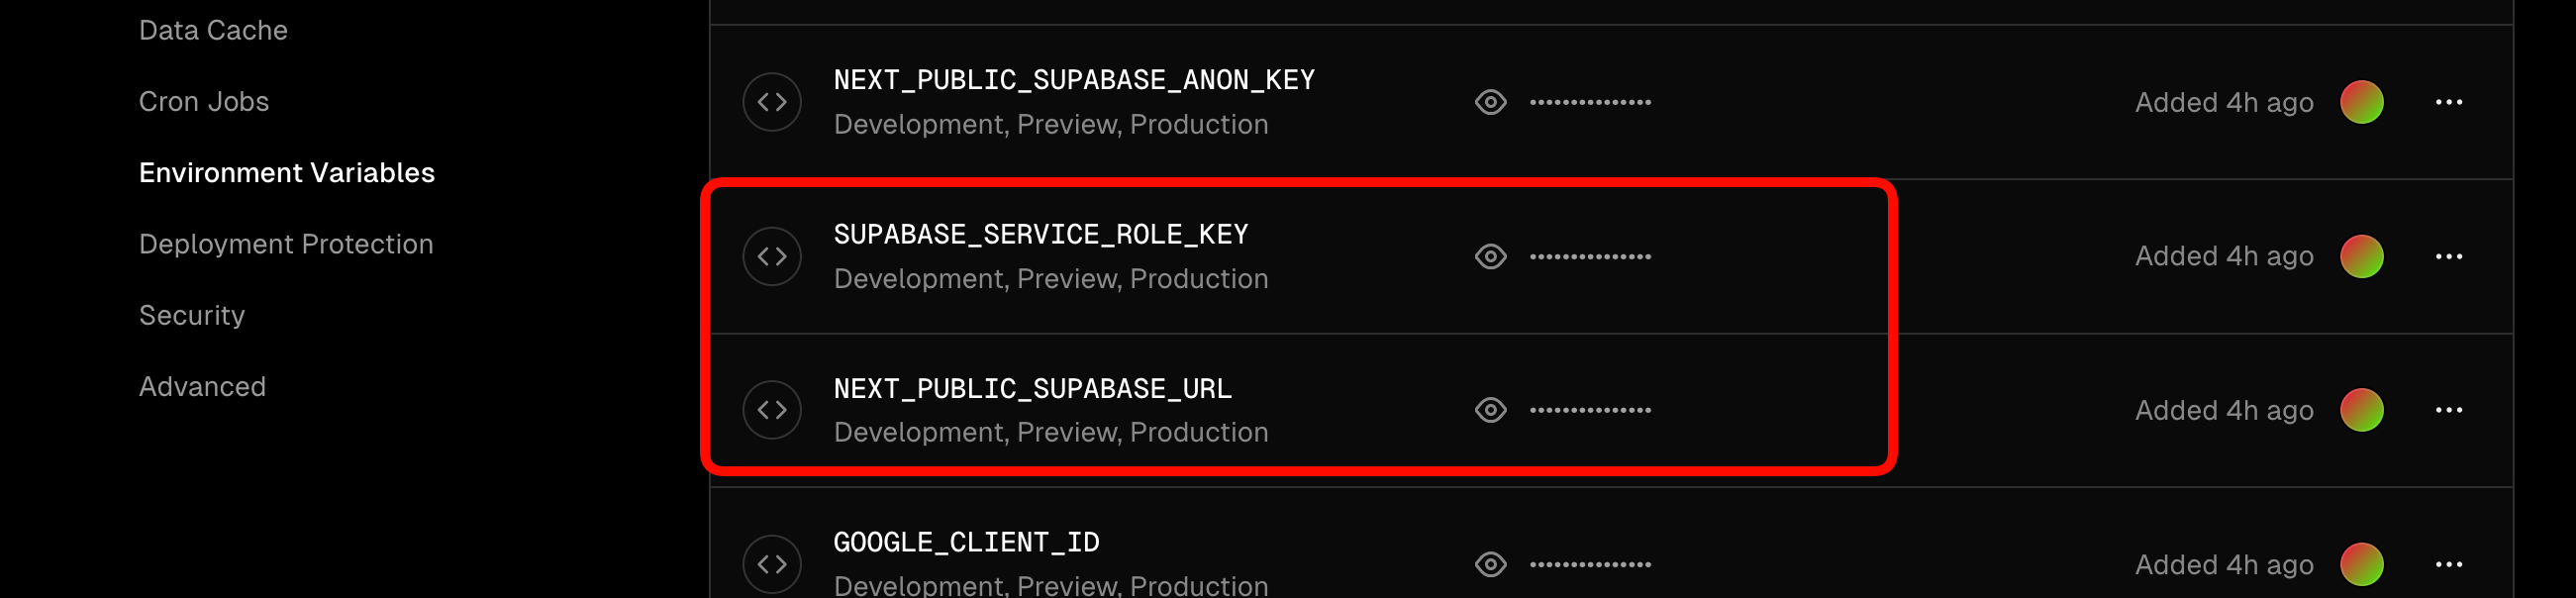 Data Cache
Cron Jobs
Environment Variables
Deployment Protection
Security
Advanced
NEXT_PUBLIC_SUPABASE_ANON_KEY
Development, Preview, Production
Added 4h ago
SUPABASE_SERVICE_ROLE_KEY
Development, Preview, Production
Added 4h ago
NEXT_PUBLIC_SUPABASE_URL
Development, Preview, Production
Added 4h ago
GOOGLE_CLIENT_ID
Development, Preview, Production
Added 4h ago